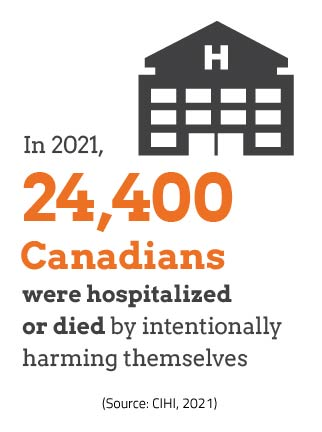 H
In 2021,
24,400
Canadians
were hospitalized
or died by intentionally
harming themselves
(Source: CIHI, 2021)